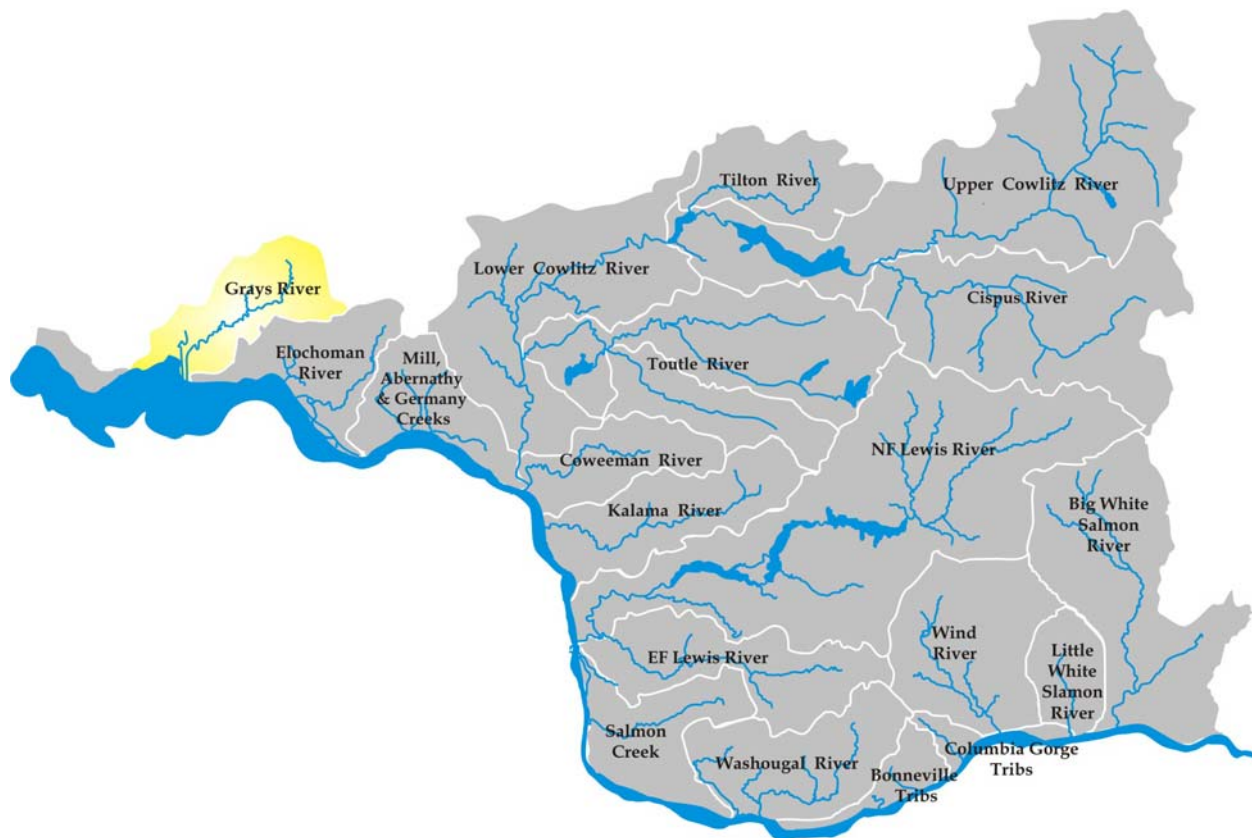 Tilton River
Upper Cowlitz River
Lower Cowlitz River
Grays River
Cispus River
Elochoman
River
Mill,
Abernathy
& Germany
Creeks
Toutle River
Coweeman River
NF Lewis River
Kalama River
Big White
Salmon
River
Wind
River
EF Lewis River
Little
White
Slamon
River
Salmon
Creek
Washougal River
Bonneville
Tribs
Columbia Gorge
Tribs